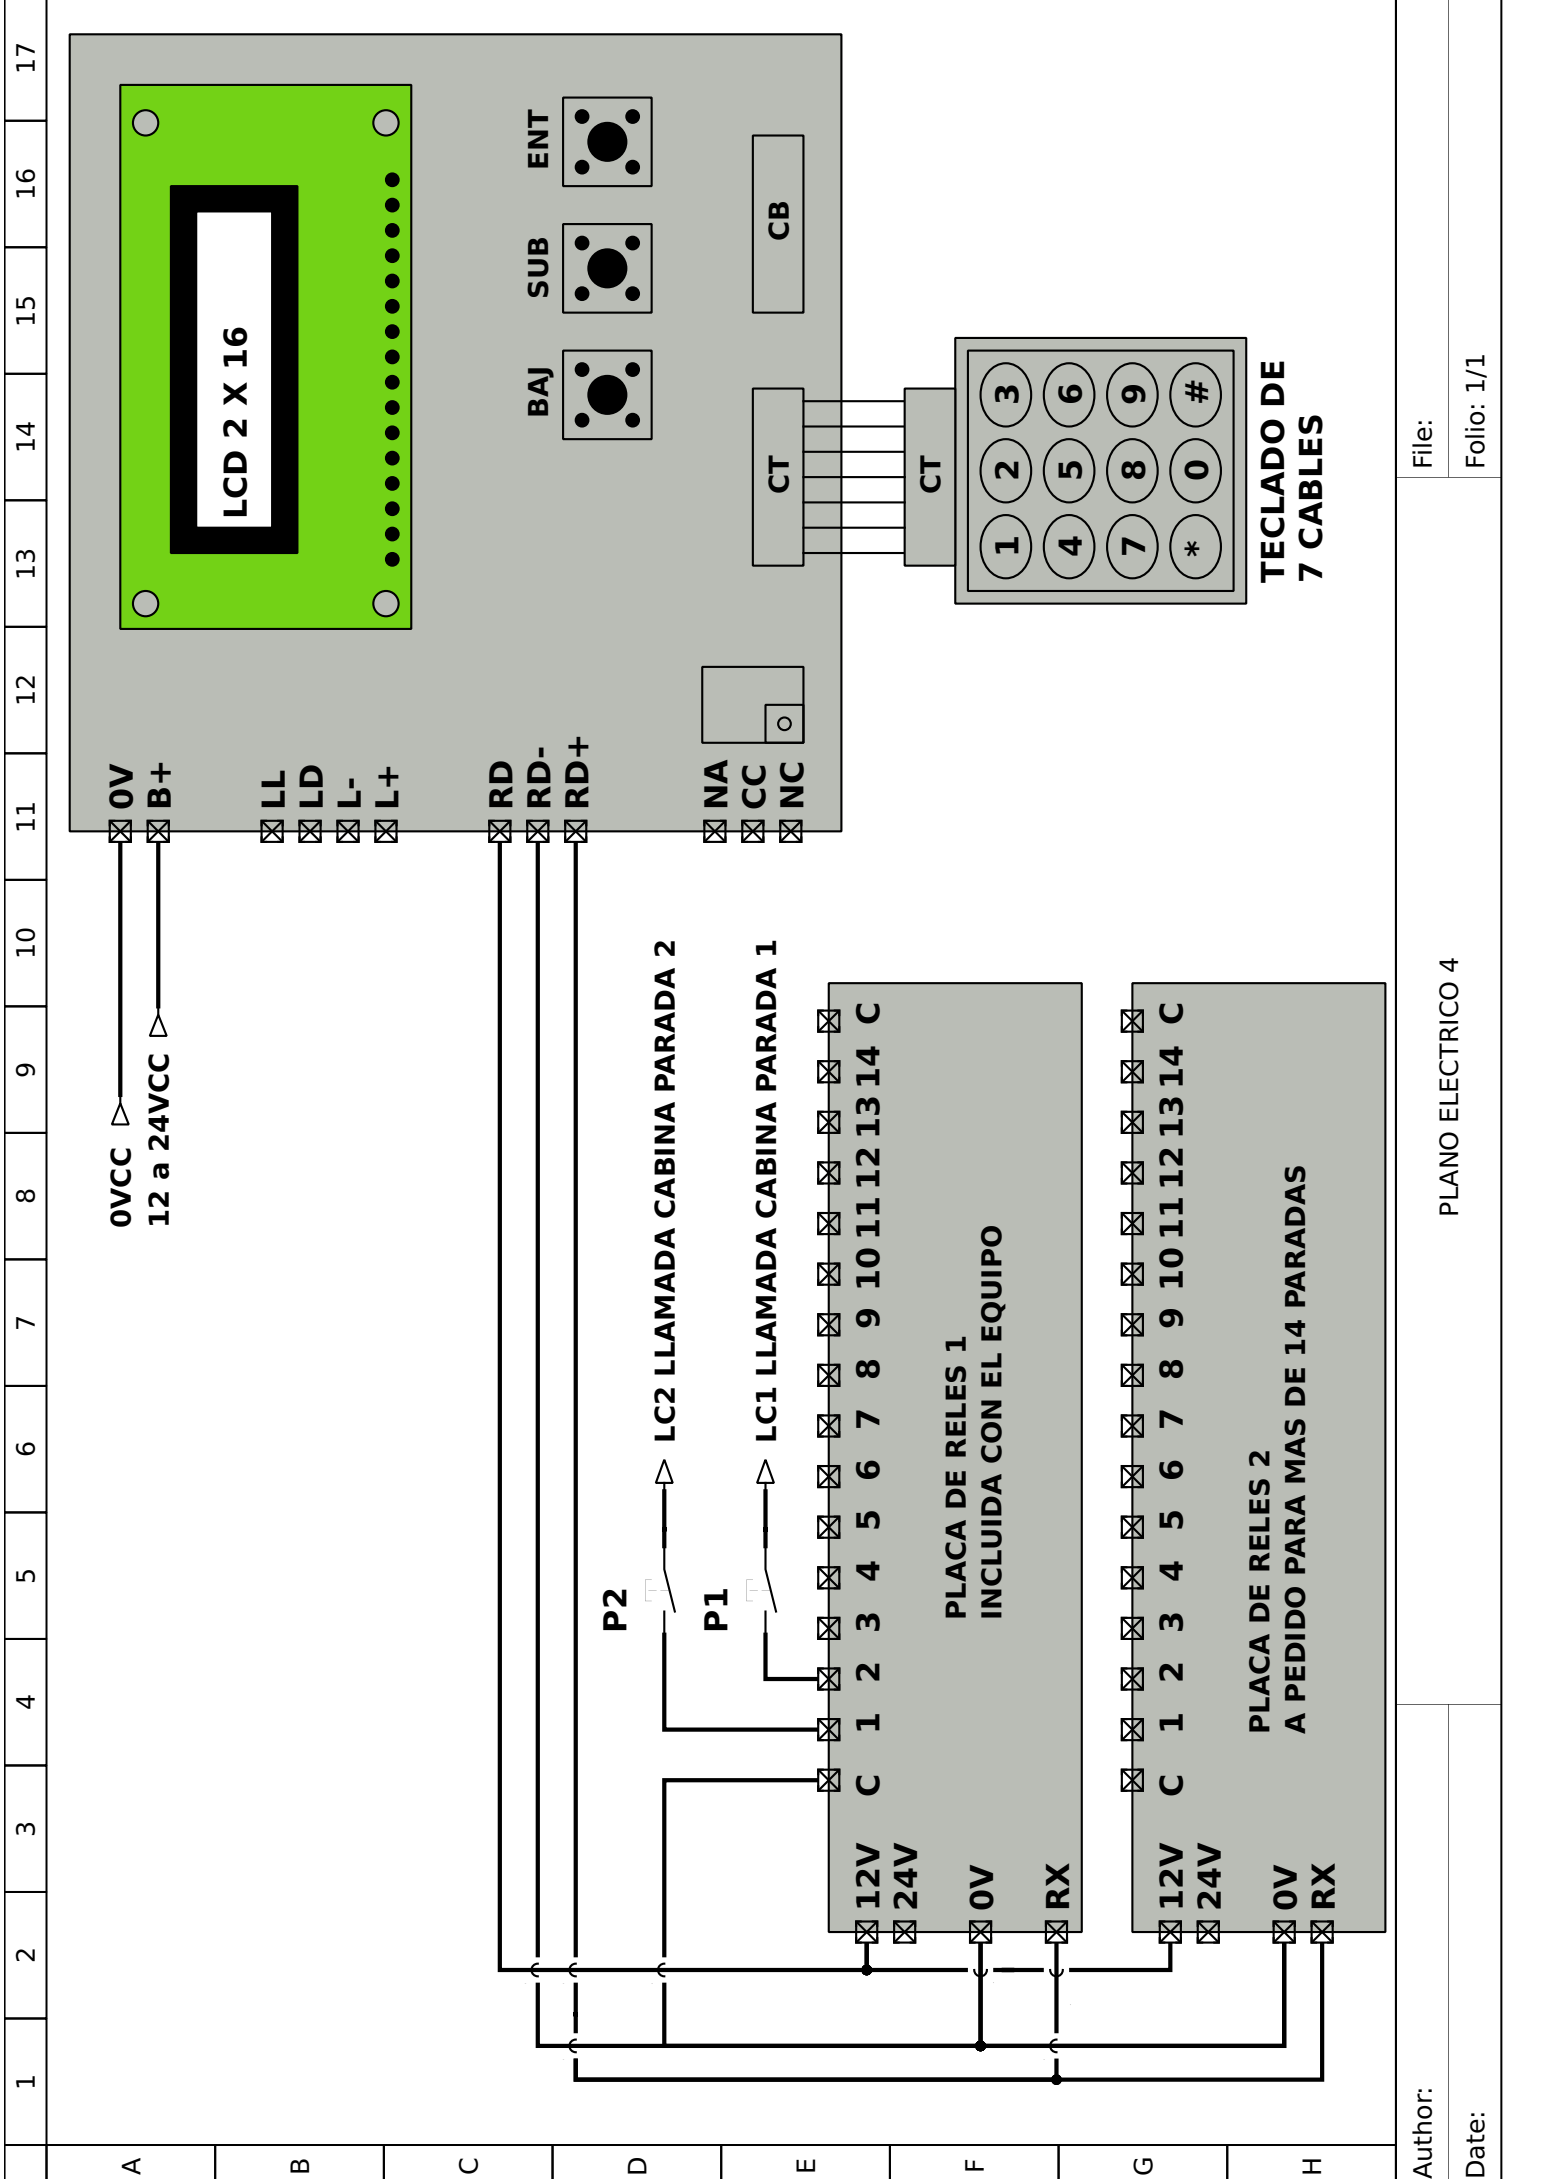 A
B
C
D
E
F
G
H
1
2
3
4
5
6
7
8
9
10
11
12
13
14
15
16
17
LCD 2 X 16
BAJ
SUB
ENT
CT
CB
CT
1 2 3
4 5 6
7 8 9
* 0 #
TECLADO DE
7 CABLES
0V
B+
LL
LD
L-
L+
RD
RD-
RD+
NA
CC
NC
0VCC
12 a 24VCC
P2
LC2 LLAMADA CABINA PARADA 2
P1
LC1 LLAMADA CABINA PARADA 1
C 1 2 3 4 5 6 7 8 9 10 11 12 13 14 C
12V
24V
0V
RX
PLACA DE RELES 1
INCLUIDA CON EL EQUIPO
C 1 2 3 4 5 6 7 8 9 10 11 12 13 14 C
12V
24V
0V
RX
PLACA DE RELES 2
A PEDIDO PARA MAS DE 14 PARADAS
Author:
Date:
PLANO ELECTRICO 4
File:
Folio: 1/1